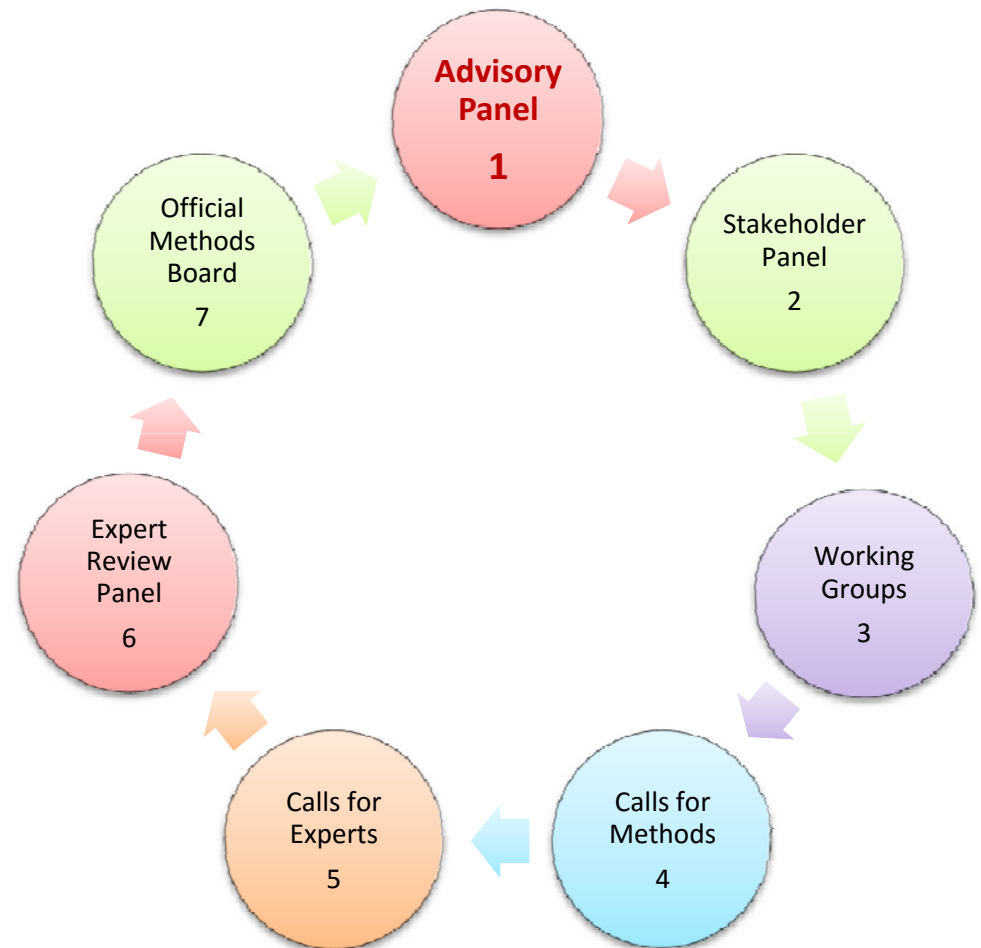 Advisory
Panel
1
Stakeholder
Panel
2
Working
Groups
3
Calls for
Methods
4
Calls for
Experts
5
Expert
Review
Panel
6
Official
Methods
Board
7